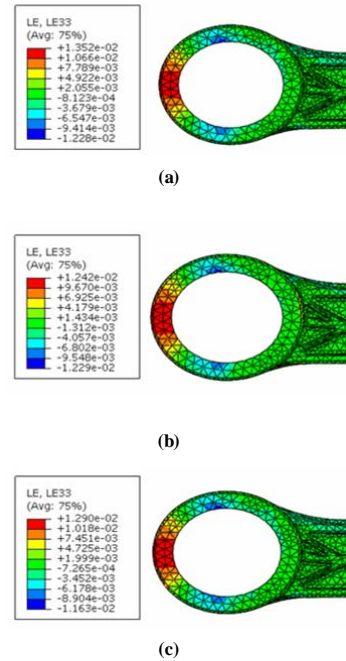 LE, LE33
(Avg: 75%)
+1.352e-02
+1.066e-02
+7.789e-03
+4.922e-03
+2.055e-03
-8.123e-04
-3.679e-03
-6.547e-03
-9.414e-03
-1.228e-02
(a)
LE, LE33
(Avg: 75%)
+1.242e-02
+9.670e-03
+6.925e-03
+4.179e-03
+1.434e-03
-1.312e-03
-4.057e-03
-6.802e-03
-9.548e-03
-1.229e-02
(b)
LE, LE33
(Avg: 75%)
+1.290e-02
+1.018e-02
+7.451e-03
+4.725e-03
+1.999e-03
-7.265e-04
-3.452e-03
-6.178e-03
-8.904e-03
-1.163e-02
(c)